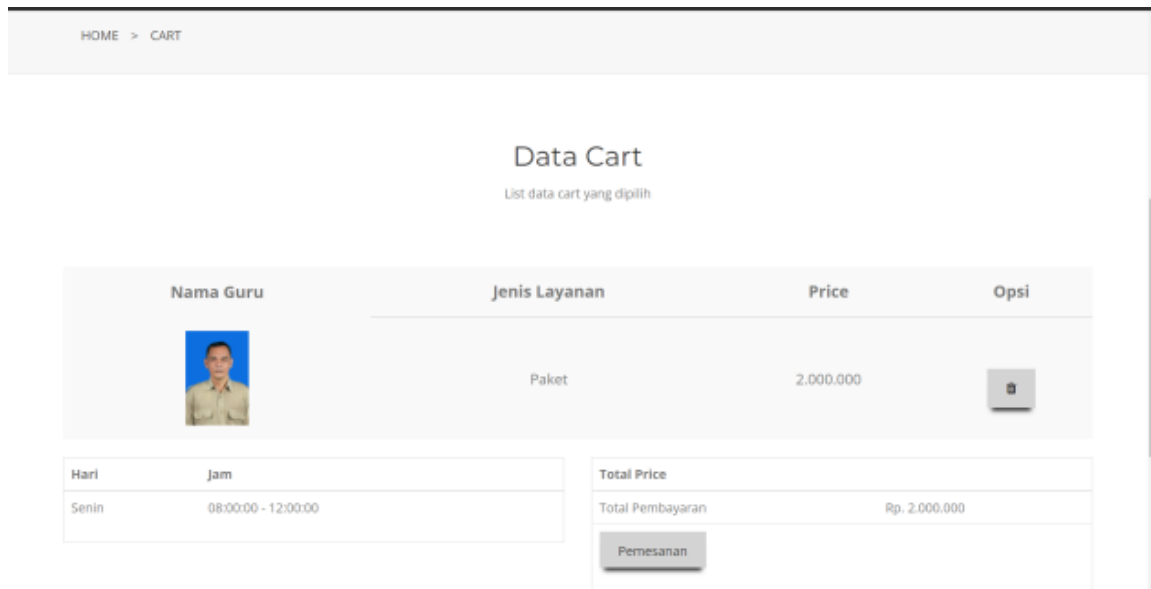 HOME > CART
Data Cart
List data cart yang dipilih
Nama Guru Jenis Layanan Price Opsi
Paket 2.000.000
Hari Jam
Senin 08:00:00 - 12:00:00
Total Price
Total Pembayaran Rp. 2.000.000
Pemesanan